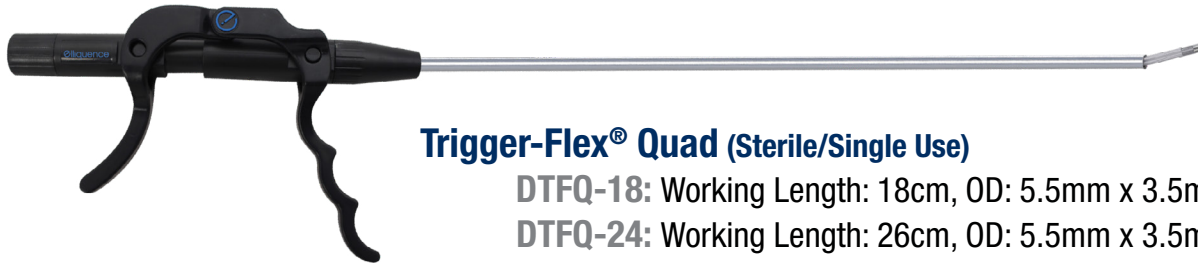 elliquence
Trigger-Flex® Quad (Sterile/Single Use)
DTFQ-18: Working Length: 18cm, OD: 5.5mm x 3.5m
DTFQ-24: Working Length: 26cm, OD: 5.5mm x 3.5m